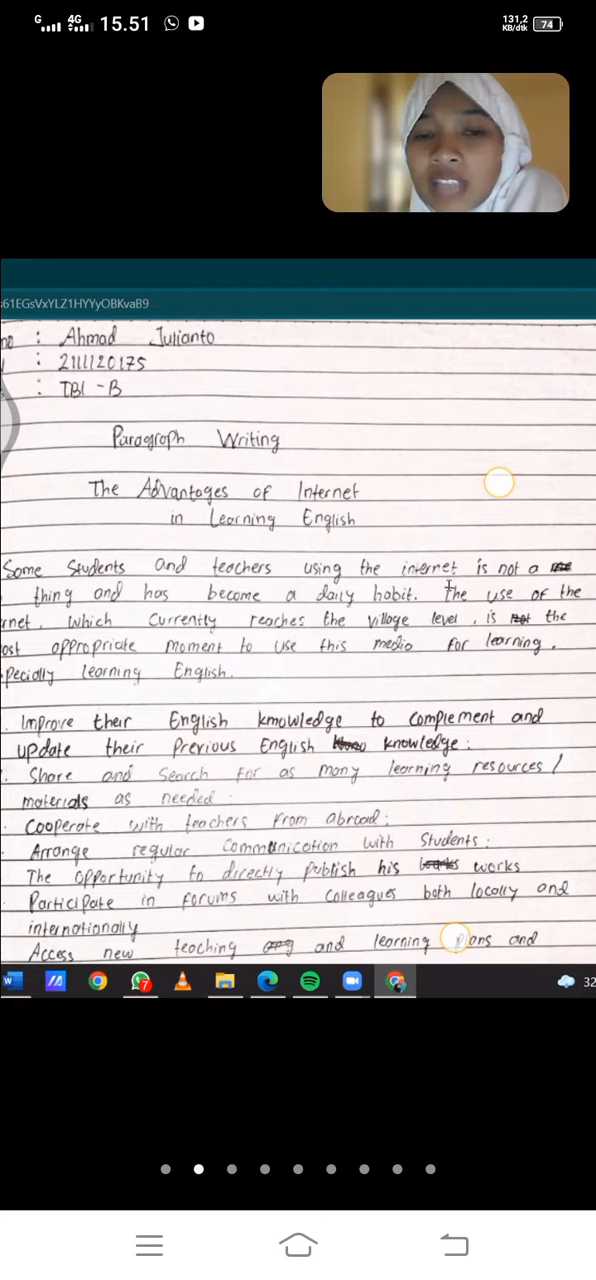 G 4G 15.51
131,2
KB/dtk 74
61EGsVxYLZ1HYYyOBKvaB9
: Ahmad Julianto
: 2111120175
: TBI - B
Paragraph Writing
The Advantages of Internet
in Learning English
Some Students and teachers using the internet is not a
thing and has become a daily habit. The use of the
rnet, which currently reaches the village level, is the
ost appropriate moment to use this media for learning.
pecially learning English.
Improve their English kmowledge to complement and
update their previous English knowledge:
Share and Search for as many learning resources /
materials as needed:
Cooperate with teachers from abroad:
Arrange regular Communication with Students:
The opportunity to directly publish his works
Participate in forums with Colleagues both locally and
internationally
Access new teaching and learning plans and
W 7
32